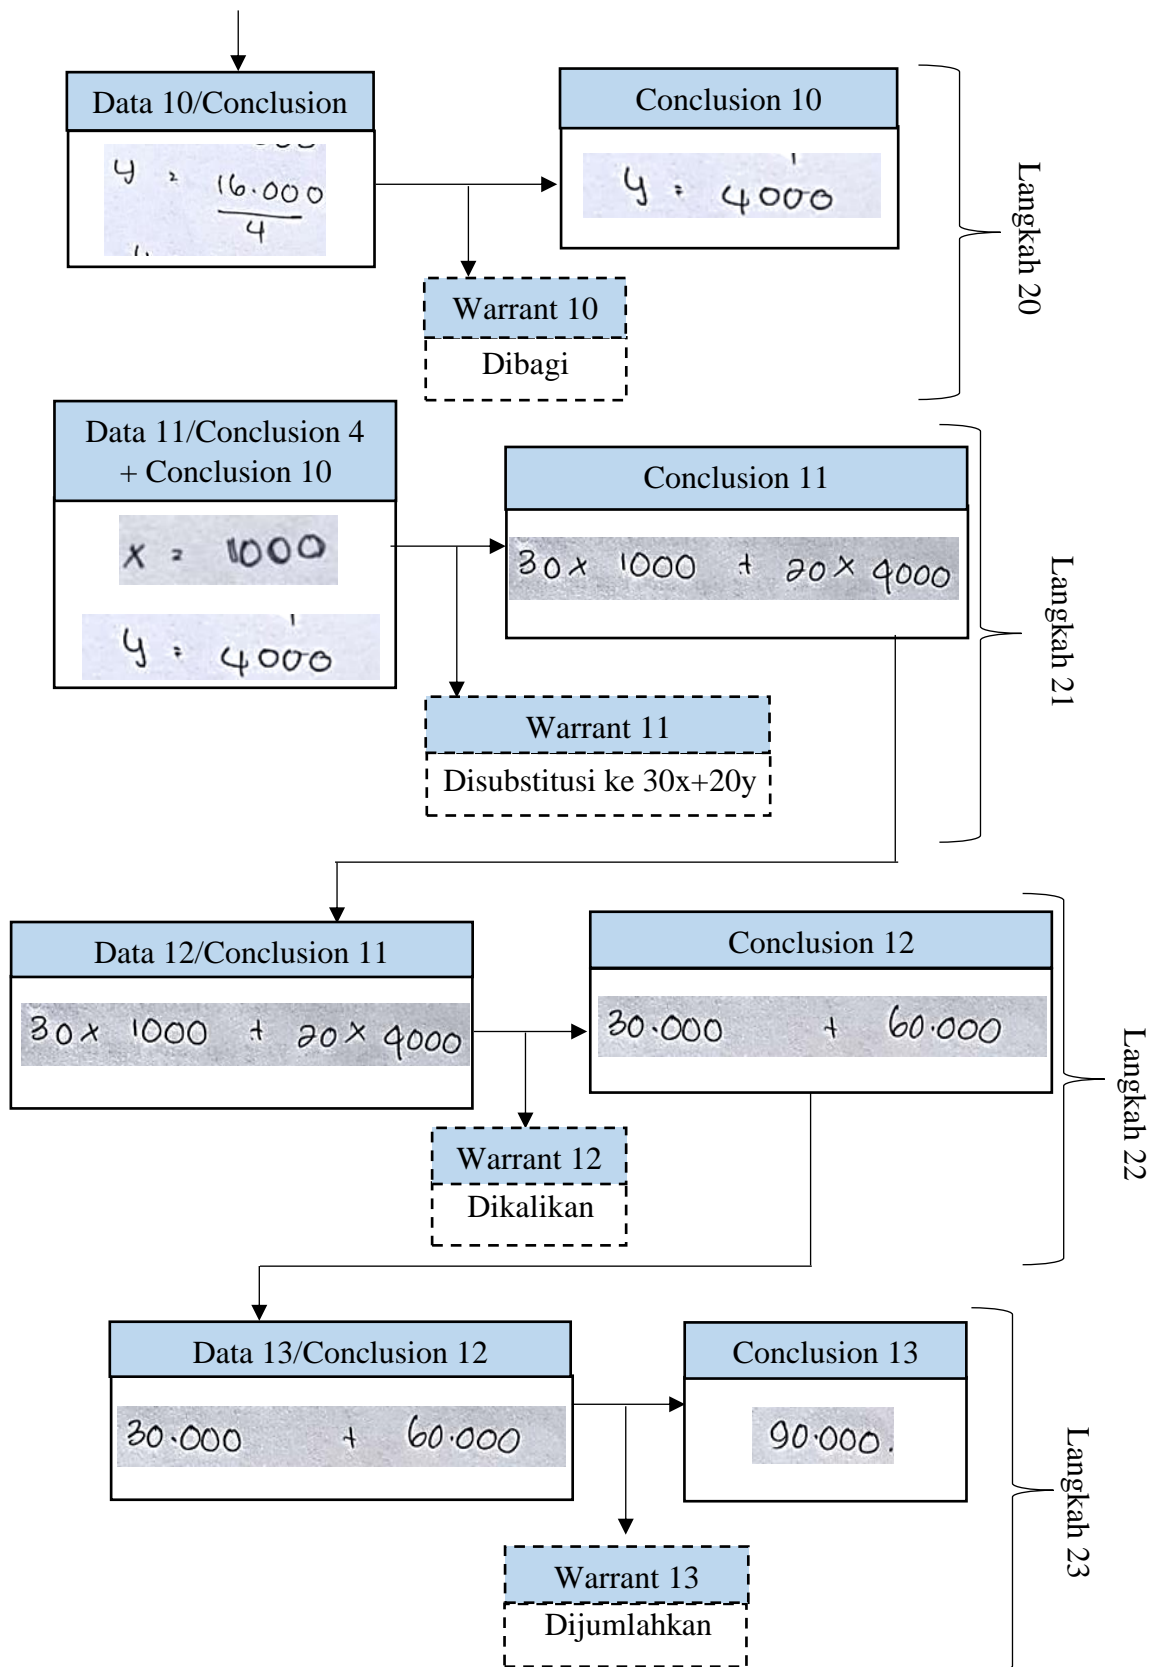 Data 10/Conclusion
y = 16.000
4
Conclusion 10
y = 4000
Warrant 10
Dibagi
Langkah 20
Data 11/Conclusion 4
+ Conclusion 10
x = 1000
y = 4000
Conclusion 11
30x 1000 + 20x 4000
Warrant 11
Disubstitusi ke 30x+20y
Langkah 21
Data 12/Conclusion 11
30x 1000 + 20x 4000
Conclusion 12
30.000 + 60.000
Warrant 12
Dikalikan
Langkah 22
Data 13/Conclusion 12
30.000 + 60.000
Conclusion 13
90.000.
Warrant 13
Dijumlahkan
Langkah 23